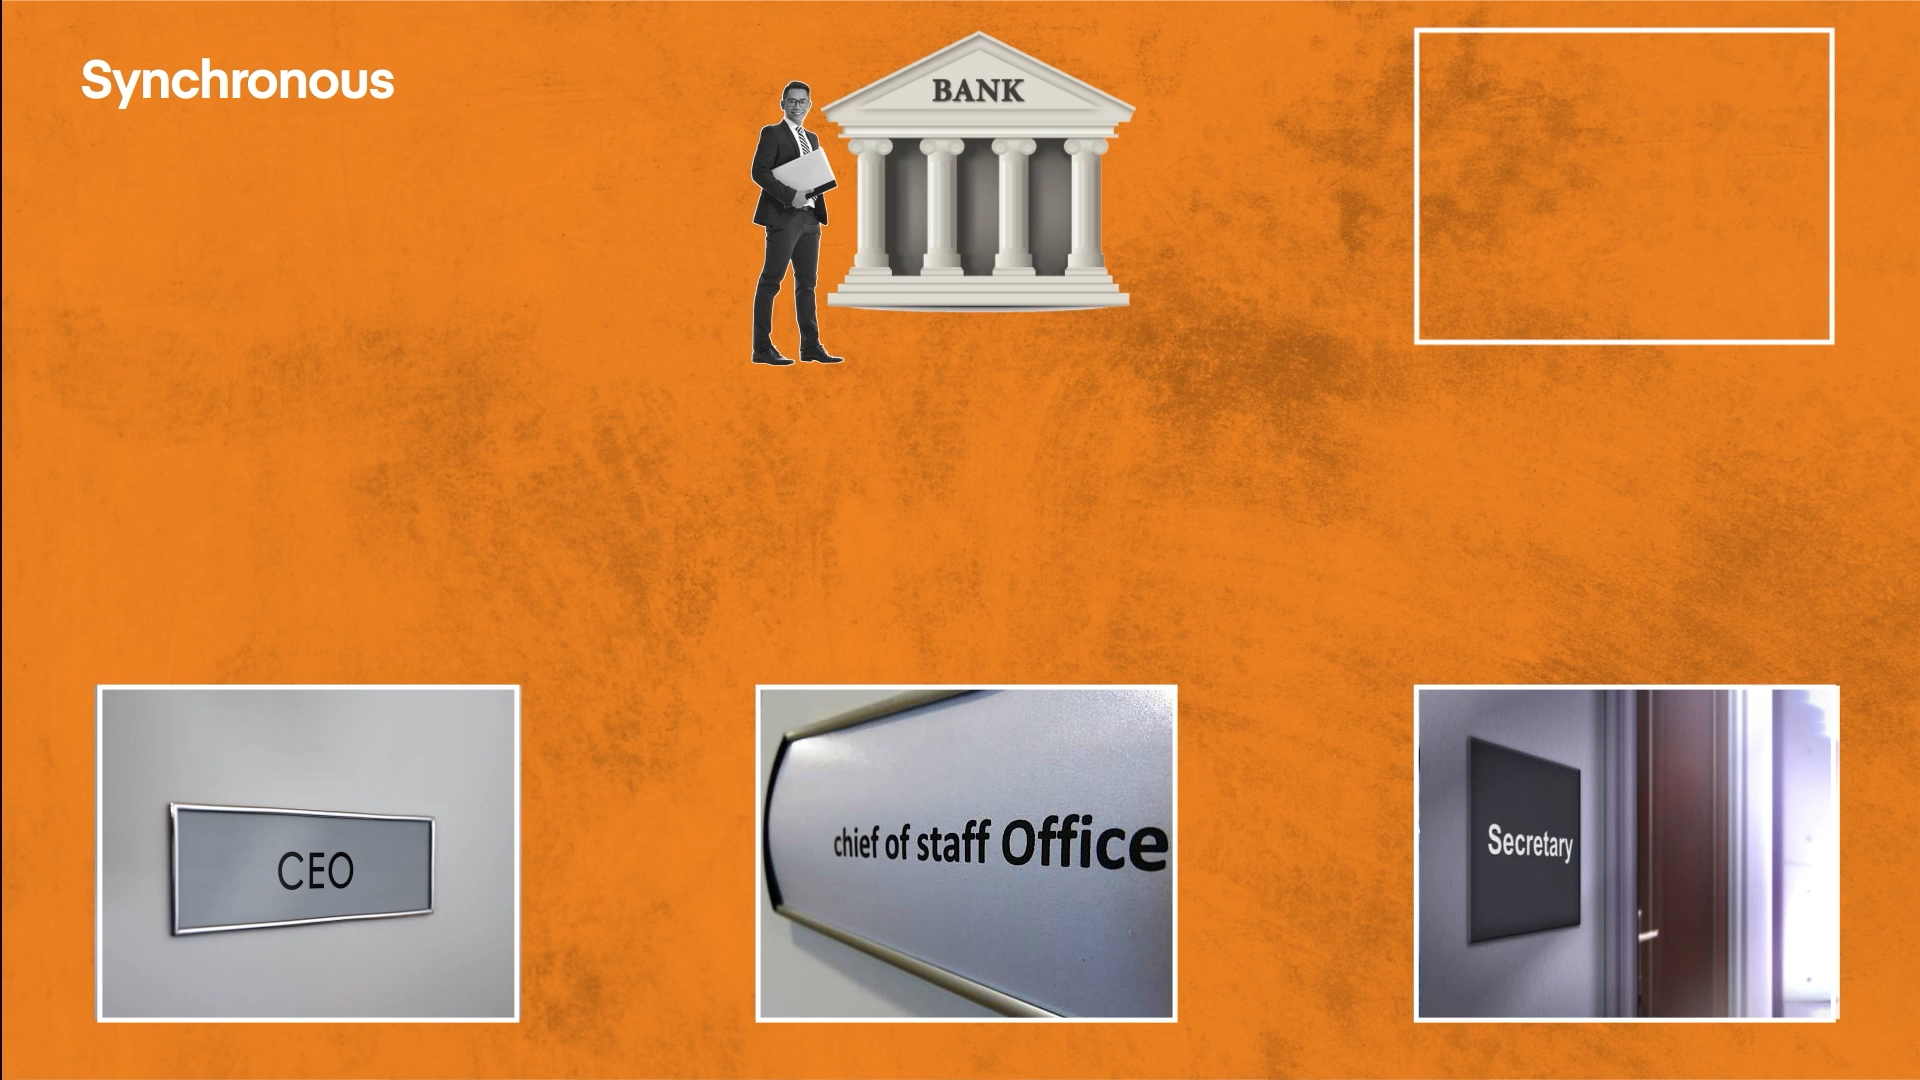 Synchronous
BANK
CEO
chief of staff Office
Secretary